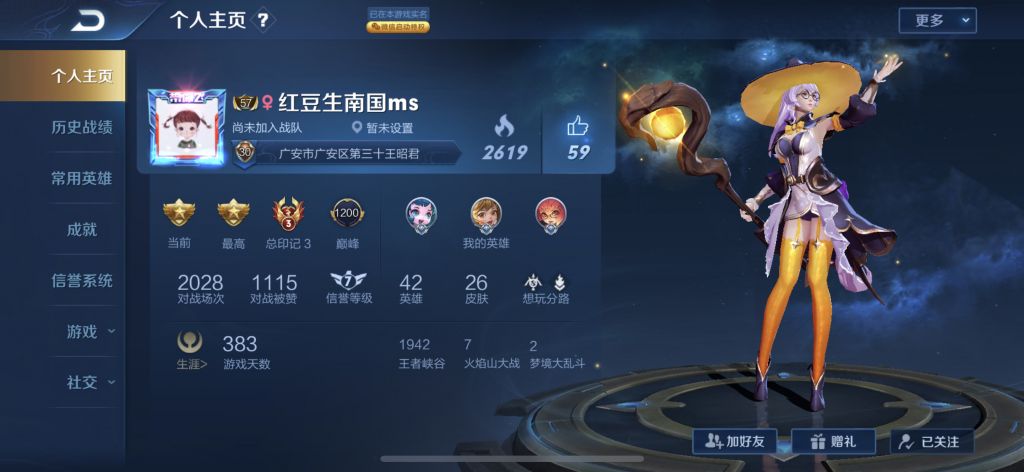 个人主页 ?
已在本游戏实名
微信启动特权
更多
个人主页
历史战绩
常用英雄
成就
信誉系统
游戏
社交
57 红豆生南国ms
尚未加入战队 暂未设置
30 广安市广安区第三十王昭君
2619
59
3 1200
当前 最高 总印记 3 巅峰 我的英雄
2028 1115 7 42 26
对战场次 对战被赞 信誉等级 英雄 皮肤 想玩分路
383 1942 7 2
生涯> 游戏天数 王者峡谷 火焰山大战 梦境大乱斗
加好友 赠礼 已关注